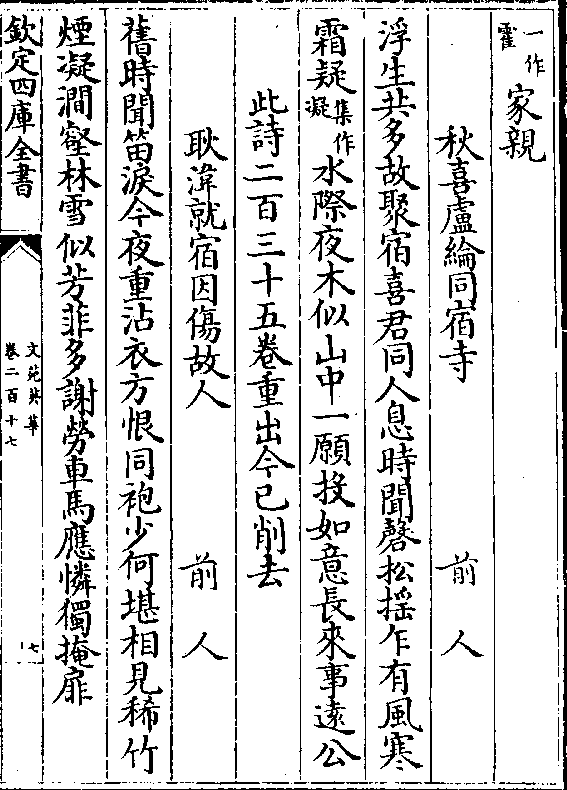 一作霍家親
秋喜盧綸同宿寺　前人
浮生共多故聚宿喜君同人息時聞磬松揺乍有風寒
霜疑集作凝水際夜木似山中一願投如意長來事逺公
此詩二百三十五卷重出今已削去
耿湋就宿因傷故人　前人
舊時聞笛淚今夜重沾衣方恨同袍少何堪相見稀竹
煙凝澗壑林雪似芳菲多謝勞車馬應憐獨掩扉
欽定四庫全書
文苑英華
卷二百十七
七